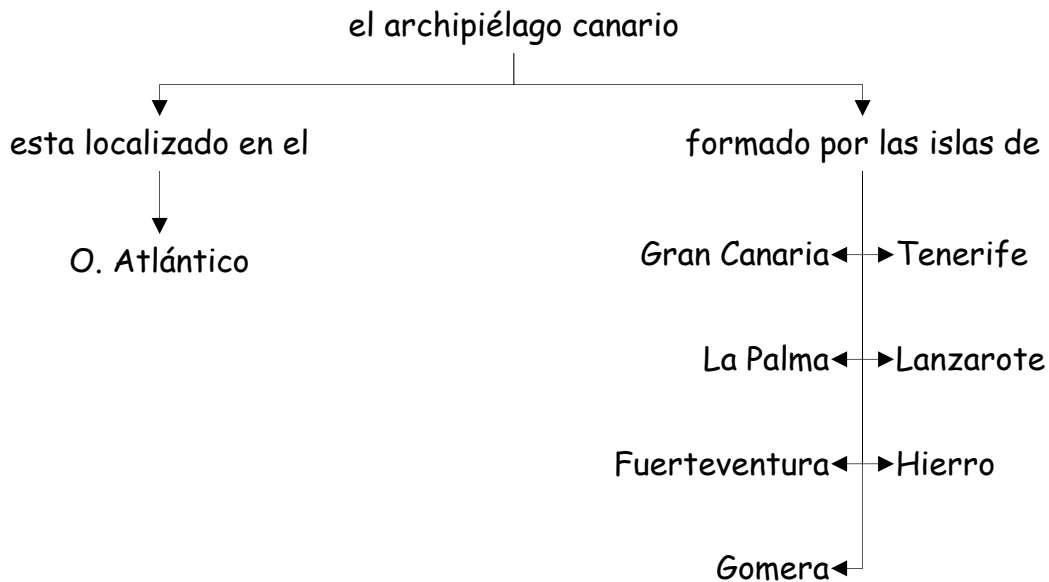 el archipiélago canario
esta localizado en el
formado por las islas de
O. Atlántico
Gran Canaria
Tenerife
La Palma
Lanzarote
Fuerteventura
Hierro
Gomera